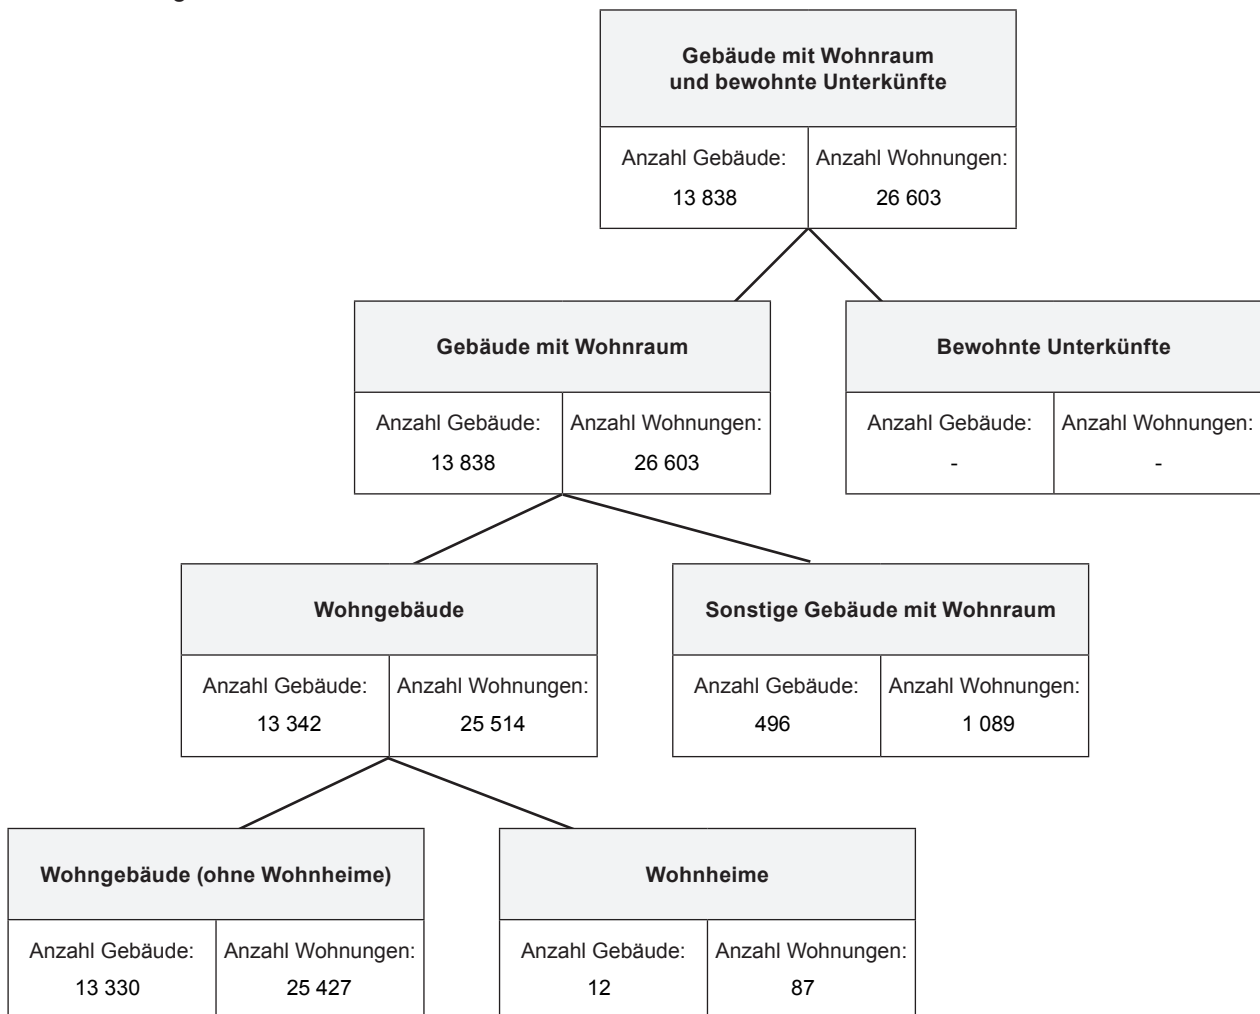 Gebäude mit Wohnraum
und bewohnte Unterkünfte
Anzahl Gebäude: Anzahl Wohnungen:
13 838 26 603
Gebäude mit Wohnraum
Bewohnte Unterkünfte
Anzahl Gebäude: Anzahl Wohnungen:
13 838 26 603
Anzahl Gebäude: Anzahl Wohnungen:
- -
Wohngebäude
Sonstige Gebäude mit Wohnraum
Anzahl Gebäude: Anzahl Wohnungen:
13 342 25 514
Anzahl Gebäude: Anzahl Wohnungen:
496 1 089
Wohngebäude (ohne Wohnheime)
Wohnheime
Anzahl Gebäude: Anzahl Wohnungen:
13 330 25 427
Anzahl Gebäude: Anzahl Wohnungen:
12 87